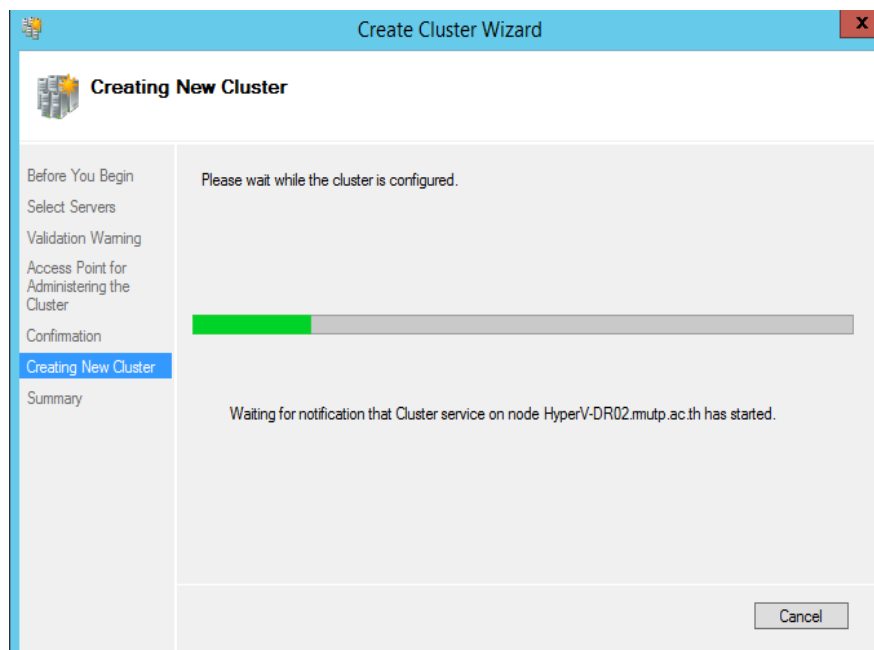 Create Cluster Wizard
x
Creating New Cluster
Before You Begin
Select Servers
Validation Warning
Access Point for
Administering the
Cluster
Confirmation
Creating New Cluster
Summary
Please wait while the cluster is configured.
Waiting for notification that Cluster service on node HyperV-DR02.rmutp.ac.th has started.
Cancel